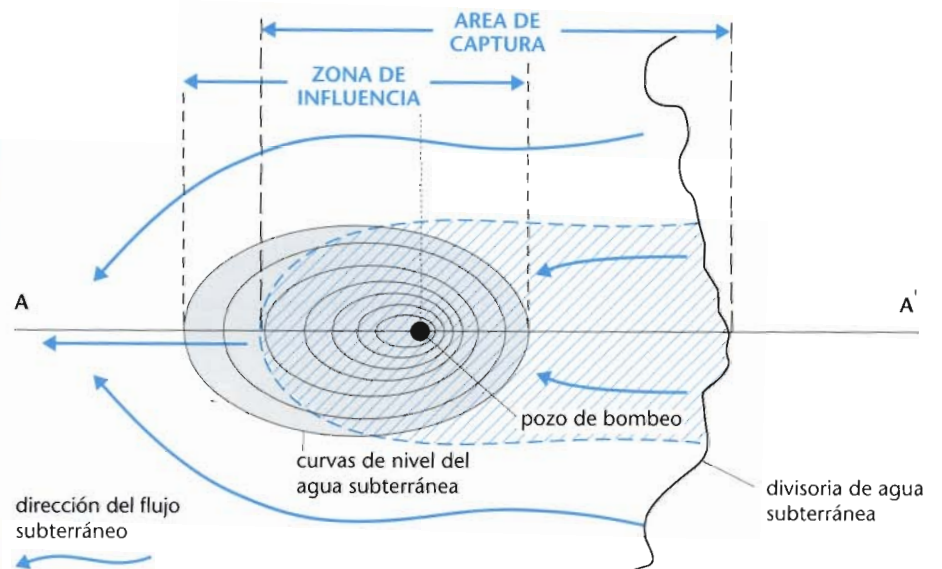 AREA DE
CAPTURA
ZONA DE
INFLUENCIA
A
A'
pozo de bombeo
curvas de nivel del
agua subterránea
divisoria de agua
subterránea
dirección del flujo
subterráneo